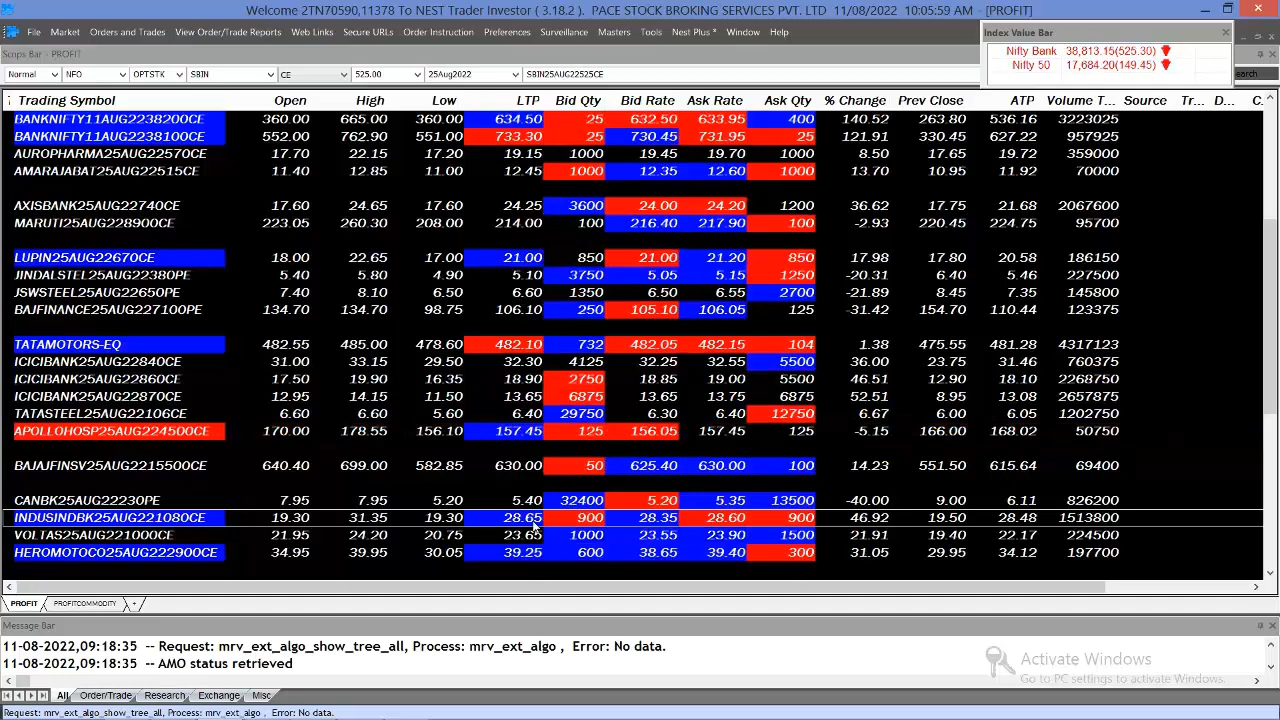 Welcome 2TN70590,11378 To NEST Trader Investor ( 3.18.2 ). PACE STOCK BROKING SERVICES PVT. LTD 11/08/2022 10:05:59 AM - [PROFIT]
File Market Orders and Trades View Order/Trade Reports Web Links Secure URLs Order Instruction Preferences Surveillance Masters Tools Nest Plus Window Help
Index Value Bar
Nifty Bank 38,813.15(525.30)
Nifty 50 17,684.20(149.45)
Scrips Bar - PROFIT
Normal NFO OPTSTK SBIN CE 525.00 25Aug2022 SBIN25AUG22525CE
Trading Symbol Open High Low LTP Bid Qty Bid Rate Ask Rate Ask Qty % Change Prev Close ATP Volume T... Source Tr... D... C.
BANKNIFTY11AUG2238200CE 360.00 665.00 360.00 634.50 25 632.50 633.95 400 140.52 263.80 536.16 3223025
BANKNIFTY11AUG2238100CE 552.00 762.90 551.00 733.30 25 730.45 731.95 25 121.91 330.45 627.22 957925
AUROPHARMA25AUG22570CE 17.70 22.15 17.20 19.15 1000 19.45 19.70 1000 8.50 17.65 19.72 359000
AMARAJABAT25AUG22515CE 11.40 12.85 11.00 12.45 1000 12.35 12.60 1000 13.70 10.95 11.92 70000
AXISBANK25AUG22740CE 17.60 24.65 17.60 24.25 3600 24.00 24.20 1200 36.62 17.75 21.68 2067600
MARUTI25AUG228900CE 223.05 260.30 208.00 214.00 100 216.40 217.90 100 -2.93 220.45 224.75 95700
LUPIN25AUG22670CE 18.00 22.65 17.00 21.00 850 21.00 21.20 850 17.98 17.80 20.58 186150
JINDALSTEL25AUG22380PE 5.40 5.80 4.90 5.10 3750 5.05 5.15 1250 -20.31 6.40 5.46 227500
JSWSTEEL25AUG22650PE 7.40 8.10 6.50 6.60 1350 6.50 6.55 2700 -21.89 8.45 7.35 145800
BAJFINANCE25AUG227100PE 134.70 134.70 98.75 106.10 250 105.10 106.05 125 -31.42 154.70 110.44 108375
TATAMOTORS-EQ 482.55 485.00 478.60 482.10 732 482.05 482.15 104 1.38 475.55 481.28 4317123
ICICIBANK25AUG22840CE 31.00 33.15 29.50 32.30 4125 32.25 32.55 5500 36.00 23.75 31.46 760375
ICICIBANK25AUG22860CE 17.50 19.90 16.35 18.90 2750 18.85 19.00 5500 46.51 12.90 18.10 2268750
ICICIBANK25AUG22870CE 12.95 14.15 11.50 13.65 6875 13.65 13.75 6875 52.51 8.95 13.08 2657875
TATASTEEL25AUG22106CE 6.60 6.60 5.60 6.40 29750 6.30 6.40 12750 6.67 6.00 6.05 1202750
APOLLOHOSP25AUG224500CE 170.00 178.55 156.10 157.45 125 156.05 157.45 125 -5.15 166.00 168.02 50750
BAJAJFINSV25AUG2215500CE 640.40 699.00 582.85 630.00 50 625.40 630.00 100 14.23 551.50 615.64 69400
CANBK25AUG22230PE 7.95 7.95 5.20 5.40 32400 5.20 5.35 13500 -40.00 9.00 6.11 826200
INDUSINDBK25AUG221080CE 19.30 31.35 19.30 28.65 900 28.35 28.60 900 46.92 19.50 28.48 1513800
VOLTAS25AUG221000CE 21.95 24.20 20.75 23.65 1000 23.55 23.90 1500 21.91 19.40 22.17 224500
HEROMOTOCO25AUG222900CE 34.95 39.95 30.05 39.25 600 38.65 39.40 300 31.05 29.95 34.12 197700
PROFIT PROFITCOMMODITY +
Message Bar
11-08-2022,09:18:35 -- Request: mrv_ext_algo_show_tree_all, Process: mrv_ext_algo , Error: No data.
11-08-2022,09:18:35 -- AMO status retrieved
Activate Windows
Go to PC settings to activate Windows.
All Order/Trade Research Exchange Misc
Request: mrv_ext_algo_show_tree_all, Process: mrv_ext_algo , Error: No data.